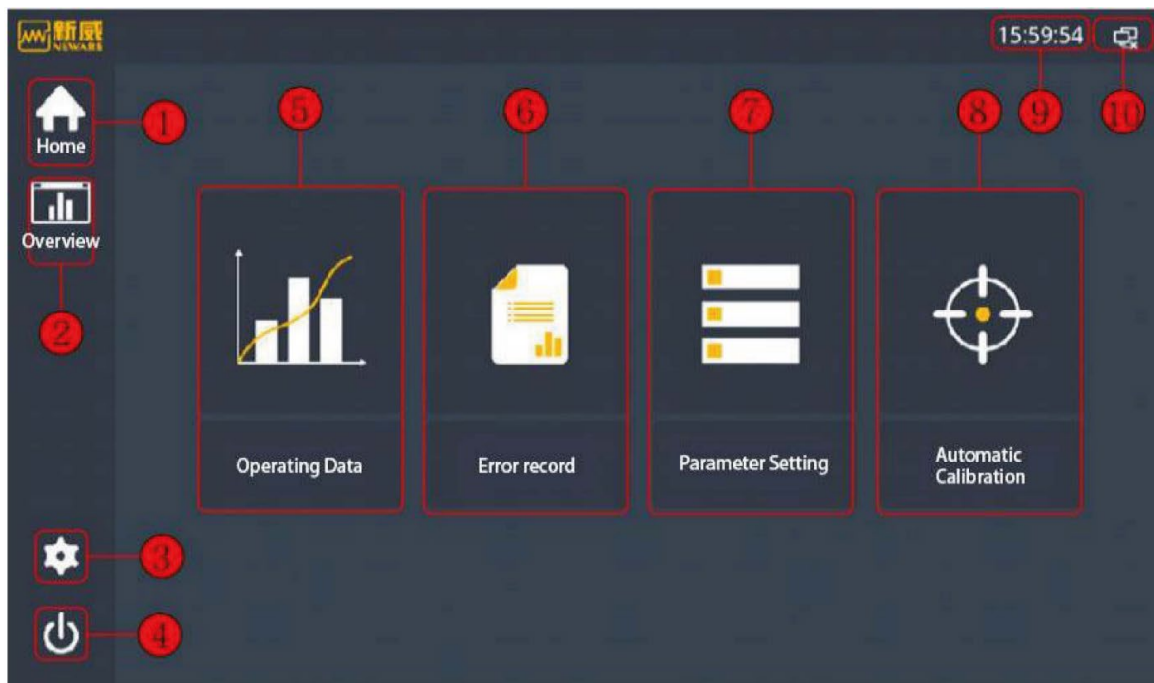 新威
NEWARE
15:59:54
Home
①
⑤
⑥
⑦
⑧
⑨
⑩
Overview
②
Operating Data
Error record
Parameter Setting
Automatic
Calibration
③
④